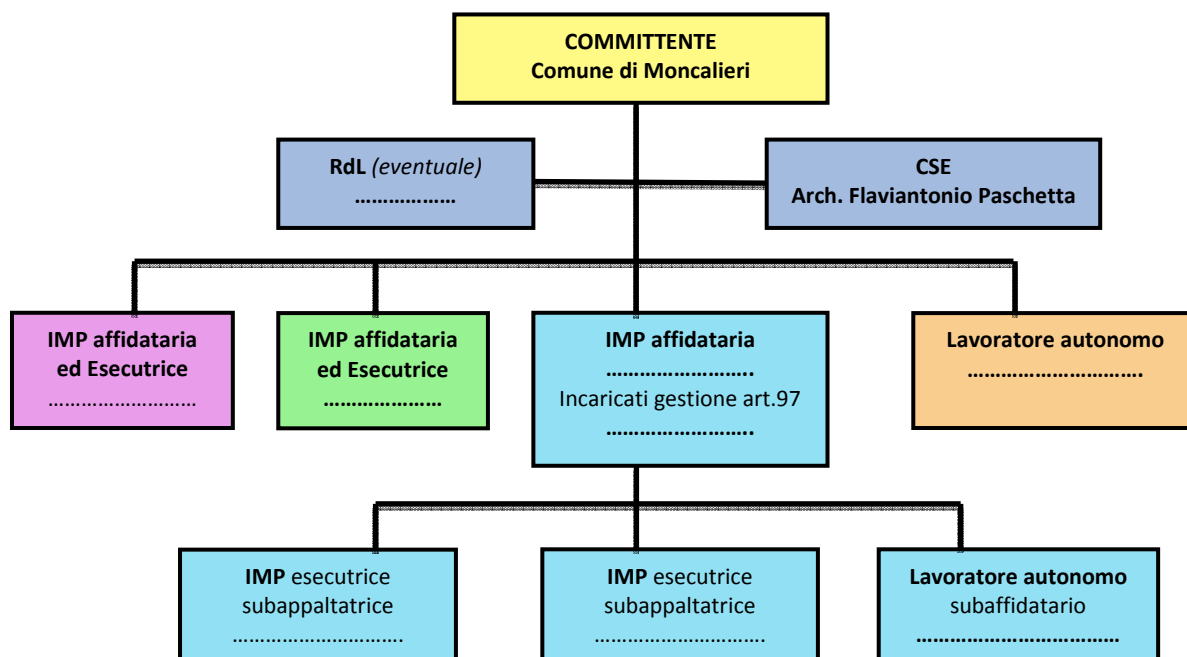 COMMITTENTE
Comune di Moncalieri
RdL (eventuale)
………………
CSE
Arch. Flaviantonio Paschetta
IMP affidataria
ed Esecutrice
………………………
IMP affidataria
ed Esecutrice
…………………
IMP affidataria
……………………..
Incaricati gestione art.97
……………………..
Lavoratore autonomo
………………………….
IMP esecutrice
subappaltatrice
………………………….
IMP esecutrice
subappaltatrice
………………………….
Lavoratore autonomo
subaffidatario
………………………………